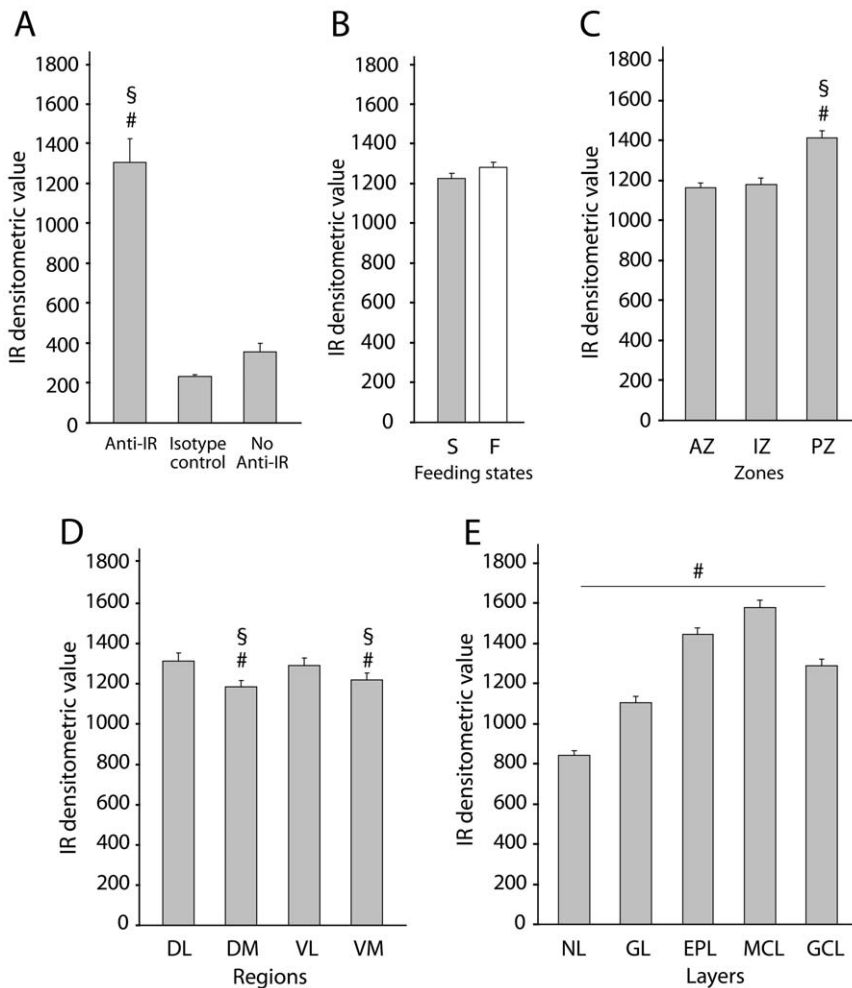 A
IR densitometric value
1800
1600
1400
1200
1000
800
600
400
200
0
§
#
Anti-IR
Isotype
control
No
Anti-IR
B
IR densitometric value
1800
1600
1400
1200
1000
800
600
400
200
0
S F
Feeding states
C
IR densitometric value
1800
1600
1400
1200
1000
800
600
400
200
0
§
#
AZ IZ PZ
Zones
D
IR densitometric value
1800
1600
1400
1200
1000
800
600
400
200
0
§ §
# #
DL DM VL VM
Regions
E
IR densitometric value
1800
1600
1400
1200
1000
800
600
400
200
0
#
NL GL EPL MCL GCL
Layers